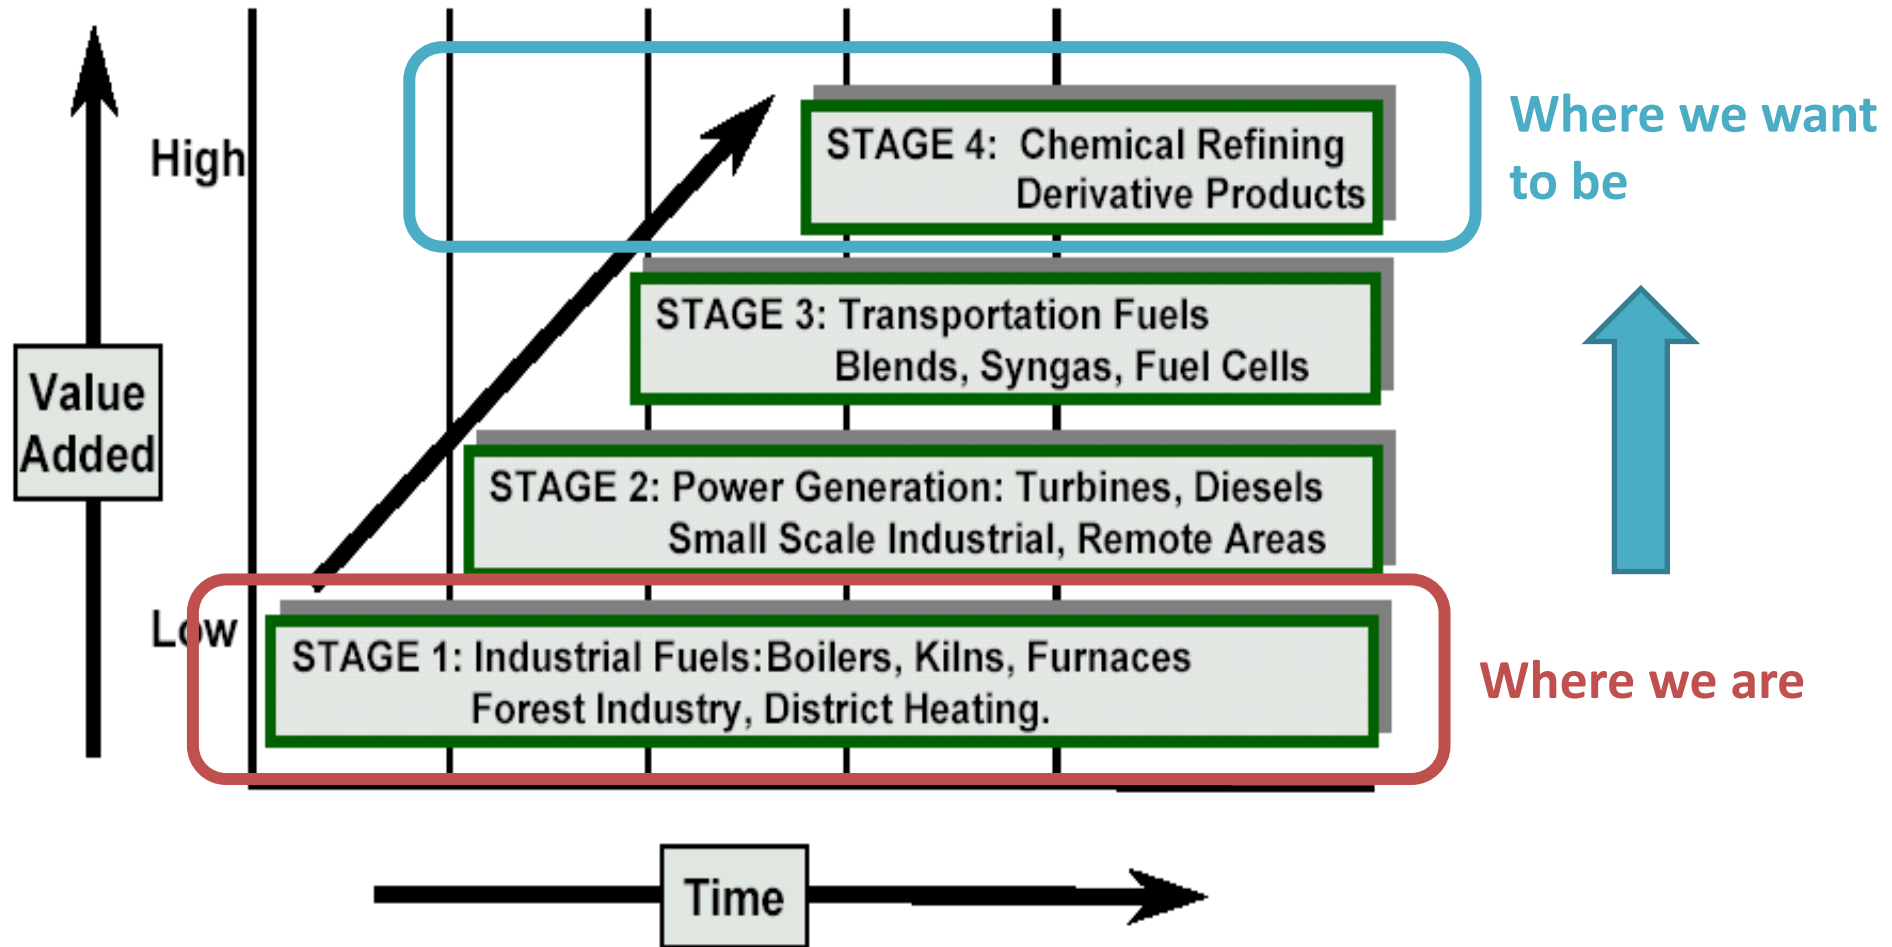 High
STAGE 4: Chemical Refining
Derivative Products
Where we want
to be
STAGE 3: Transportation Fuels
Blends, Syngas, Fuel Cells
Value
Added
STAGE 2: Power Generation: Turbines, Diesels
Small Scale Industrial, Remote Areas
Low
STAGE 1: Industrial Fuels:Boilers, Kilns, Furnaces
Forest Industry, District Heating.
Where we are
Time